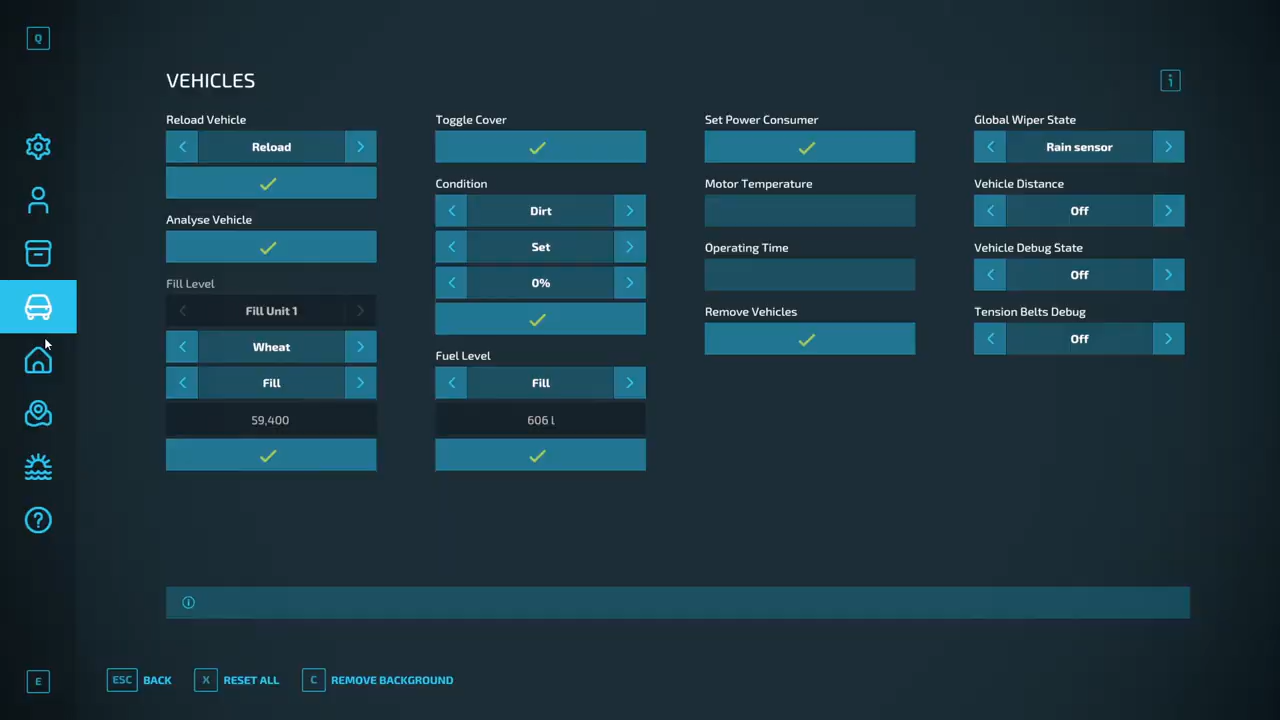 Q
VEHICLES
i
Reload Vehicle
Reload
Analyse Vehicle
Fill Level
Fill Unit 1
Wheat
Fill
59,400
Toggle Cover
Condition
Dirt
Set
0%
Fuel Level
Fill
606 l
Set Power Consumer
Motor Temperature
Operating Time
Remove Vehicles
Global Wiper State
Rain sensor
Vehicle Distance
Off
Vehicle Debug State
Off
Tension Belts Debug
Off
E
ESC BACK
X RESET ALL
C REMOVE BACKGROUND